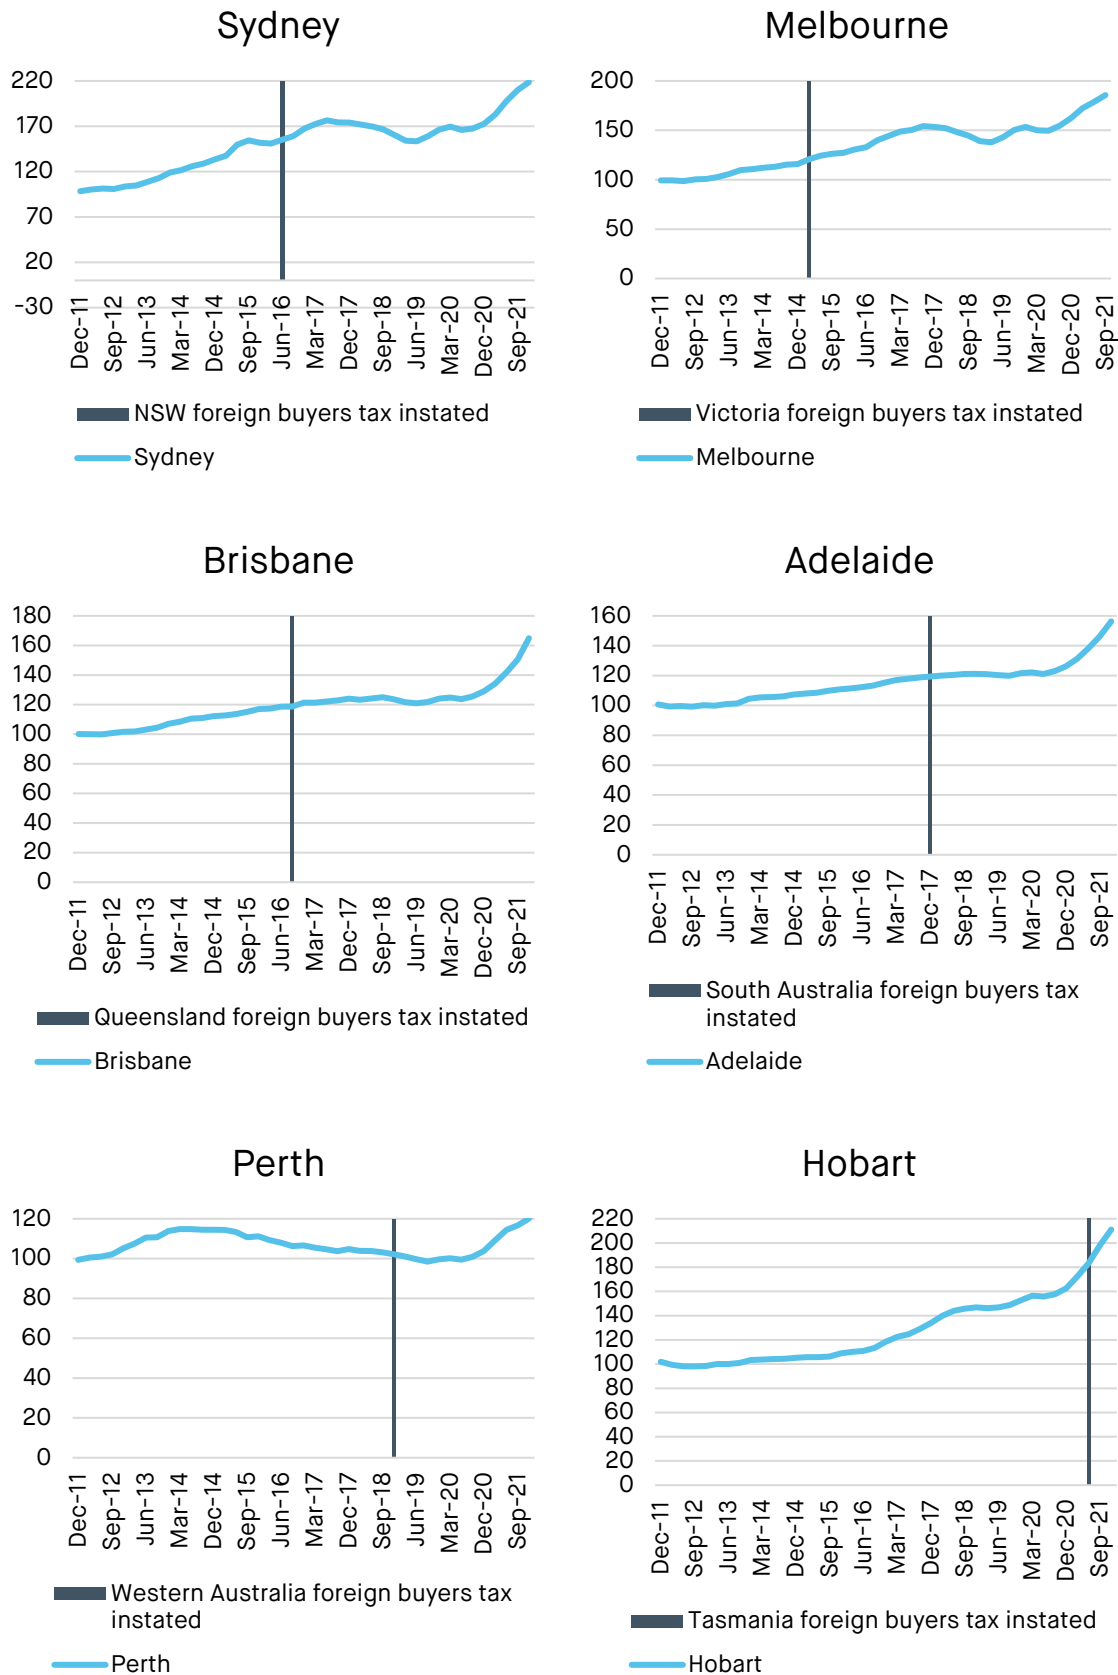 Sydney
220
170
120
70
20
-30
Dec-11
Sep-12
Jun-13
Mar-14
Dec-14
Sep-15
Jun-16
Mar-17
Dec-17
Sep-18
Jun-19
Mar-20
Dec-20
Sep-21
NSW foreign buyers tax instated
Sydney
Melbourne
200
150
100
50
0
Dec-11
Sep-12
Jun-13
Mar-14
Dec-14
Sep-15
Jun-16
Mar-17
Dec-17
Sep-18
Jun-19
Mar-20
Dec-20
Sep-21
Victoria foreign buyers tax instated
Melbourne
Brisbane
180
160
140
120
100
80
60
40
20
0
Dec-11
Sep-12
Jun-13
Mar-14
Dec-14
Sep-15
Jun-16
Mar-17
Dec-17
Sep-18
Jun-19
Mar-20
Dec-20
Sep-21
Queensland foreign buyers tax instated
Brisbane
Adelaide
160
140
120
100
80
60
40
20
0
Dec-11
Sep-12
Jun-13
Mar-14
Dec-14
Sep-15
Jun-16
Mar-17
Dec-17
Sep-18
Jun-19
Mar-20
Dec-20
Sep-21
South Australia foreign buyers tax
instated
Adelaide
Perth
120
100
80
60
40
20
0
Dec-11
Sep-12
Jun-13
Mar-14
Dec-14
Sep-15
Jun-16
Mar-17
Dec-17
Sep-18
Jun-19
Mar-20
Dec-20
Sep-21
Western Australia foreign buyers tax
instated
Perth
Hobart
220
200
180
160
140
120
100
80
60
40
20
0
Dec-11
Sep-12
Jun-13
Mar-14
Dec-14
Sep-15
Jun-16
Mar-17
Dec-17
Sep-18
Jun-19
Mar-20
Dec-20
Sep-21
Tasmania foreign buyers tax instated
Hobart